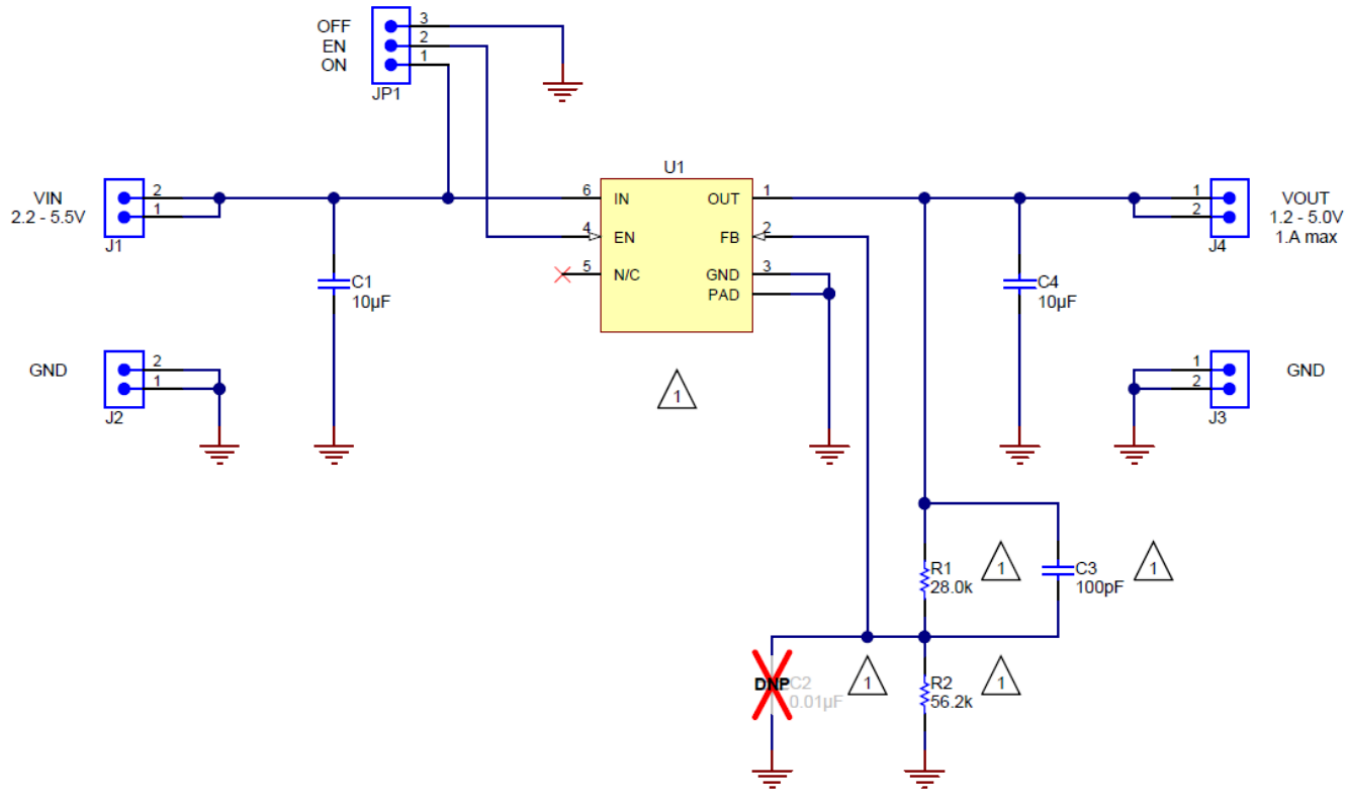 OFF
EN
ON
3
2
1
JP1
U1
VIN
2.2 - 5.5V
2
1
J1
6
IN
OUT
1
4
EN
FB
2
5
N/C
GND
3
PAD
1
2
J4
VOUT
1.2 - 5.0V
1.A max
C1
10µF
C4
10µF
GND
2
1
J2
1
1
2
J3
GND
R1
28.0k
1
C3
100pF
1
DNP
C2
0.01µF
1
R2
56.2k
1